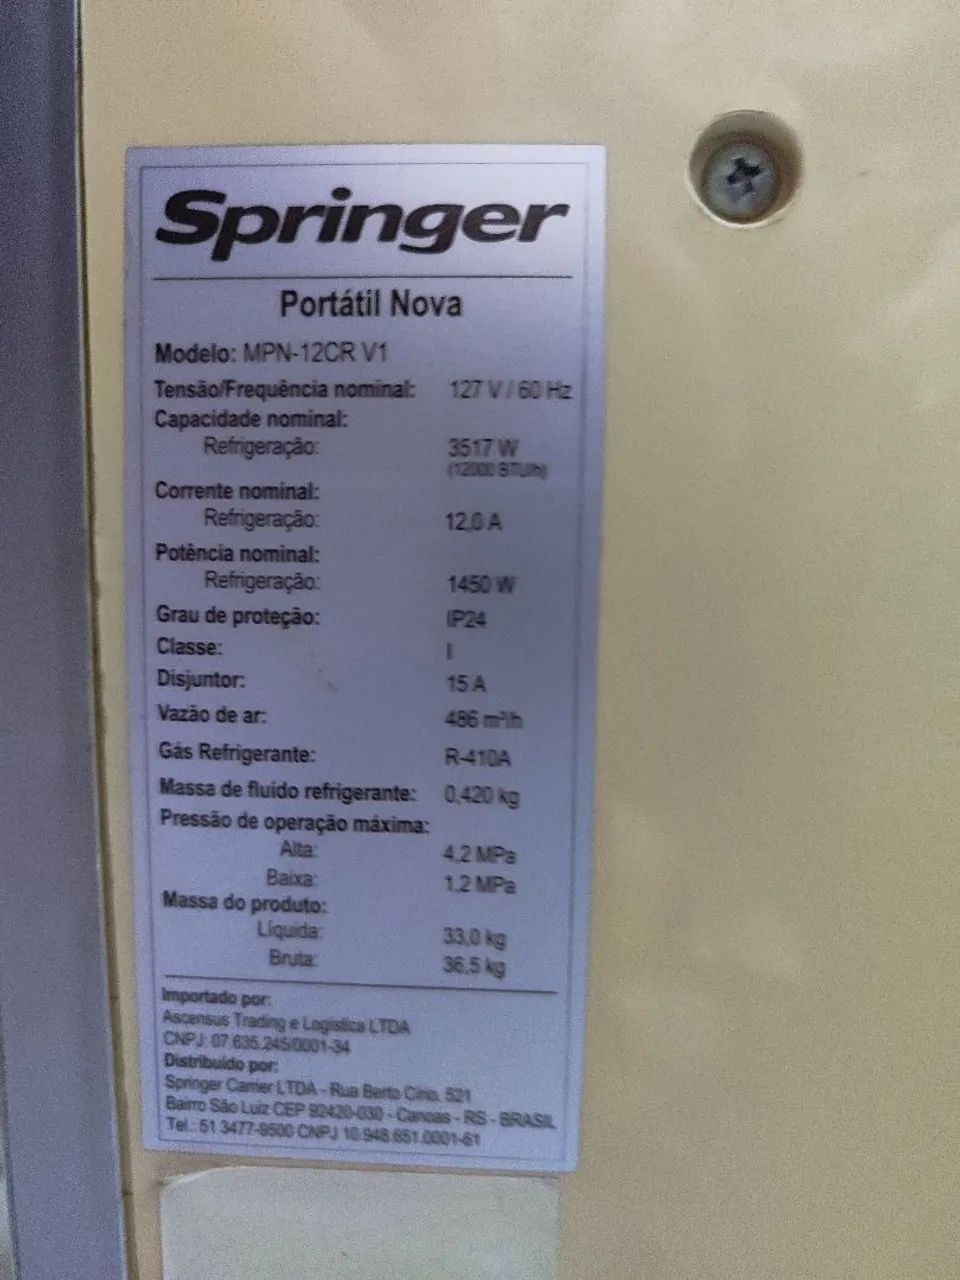 Springer
Portátil Nova
Modelo: MPN-12CR V1
Tensão/Frequência nominal: 127 V / 60 Hz
Capacidade nominal:
Refrigeração: 3517 W
(12000 BTU/h)
Corrente nominal:
Refrigeração: 12,0 A
Potência nominal:
Refrigeração: 1450 W
Grau de proteção: IP24
Classe: I
Disjuntor: 15 A
Vazão de ar: 486 m³/h
Gás Refrigerante: R-410A
Massa de fluido refrigerante: 0,420 kg
Pressão de operação máxima:
Alta: 4,2 MPa
Baixa: 1,2 MPa
Massa do produto:
Líquida: 33,0 kg
Bruta: 36,5 kg
Importado por:
Ascensus Trading e Logística LTDA
CNPJ: 07.635.245/0001-34
Distribuído por:
Springer Carrier LTDA - Rua Berto Círio, 521
Bairro São Luiz CEP 92420-030 - Canoas - RS - BRASIL
Tel.: 51 3477-9500 CNPJ 10.948.651.0001-61